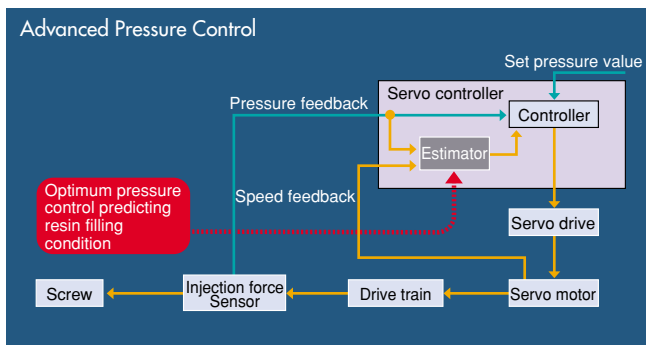 Advanced Pressure Control
Set pressure value
Servo controller
Pressure feedback
Controller
Estimator
Optimum pressure
control predicting
resin filling
condition
Speed feedback
Servo drive
Screw
Injection force
Sensor
Drive train
Servo motor